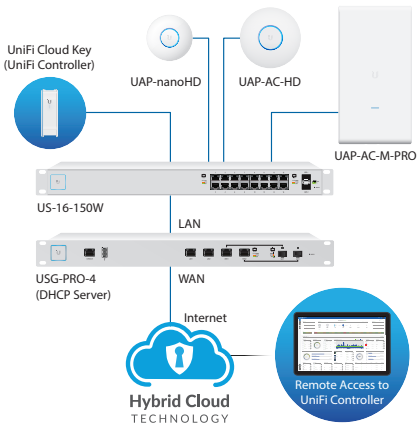 UniFi Cloud Key
(UniFi Controller)
UAP-nanoHD
UAP-AC-HD
UAP-AC-M-PRO
US-16-150W
LAN
USG-PRO-4
(DHCP Server)
WAN
Internet
Hybrid Cloud
TECHNOLOGY
Remote Access to
UniFi Controller